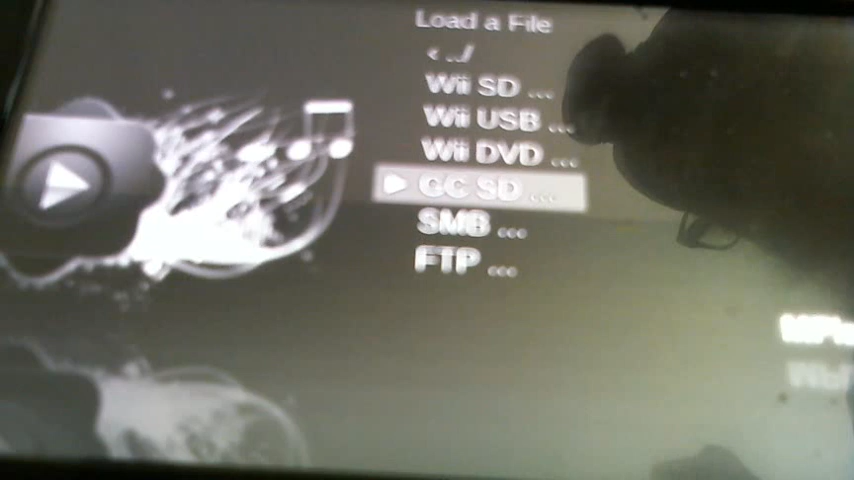 Load a File
< ../
Wii SD ...
Wii USB ...
Wii DVD ...
GC SD ...
SMB ...
FTP ...